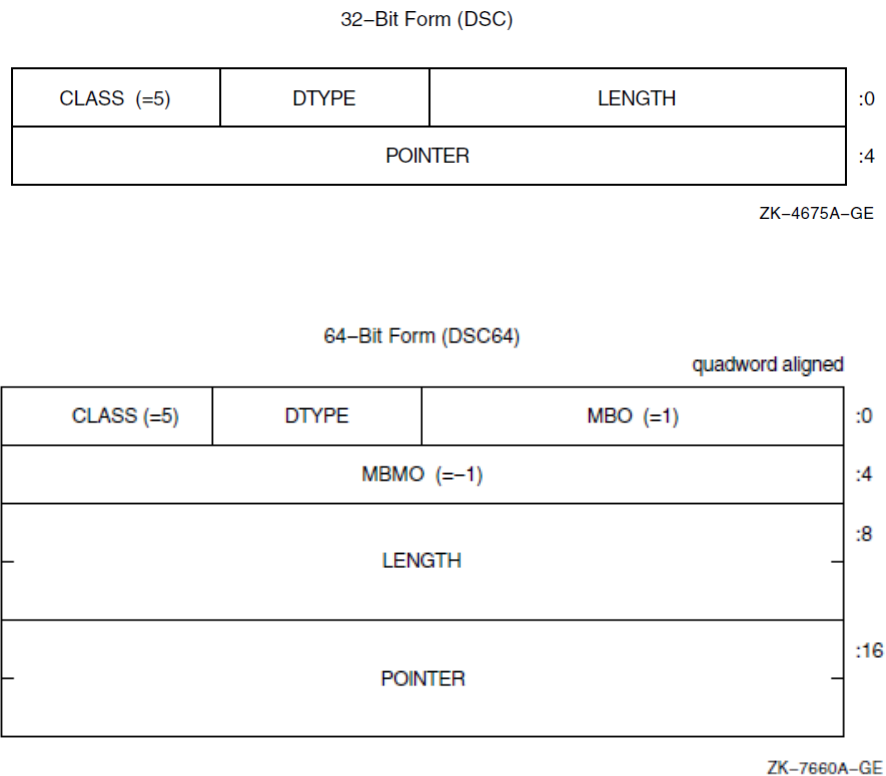 32–Bit Form (DSC)
CLASS (=5) DTYPE LENGTH :0
POINTER :4
ZK–4675A–GE
64–Bit Form (DSC64)
quadword aligned
CLASS (=5) DTYPE MBO (=1) :0
MBMO (=–1) :4
:8
LENGTH
:16
POINTER
ZK–7660A–GE